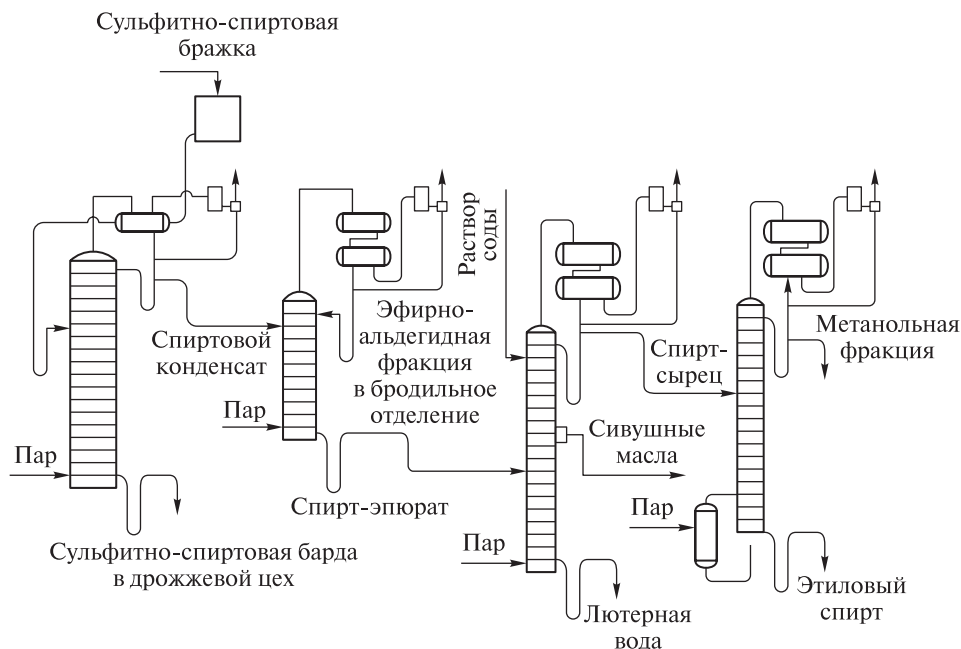 Сульфитно-спиртовая
бражка
Раствор
соды
Спиртовой
конденсат
Эфирно-
альдегидная
фракция
в бродильное
отделение
Спирт-
сырец
Метанольная
фракция
Пар
Пар
Сивушные
масла
Спирт-эпюрат
Пар
Пар
Сульфитно-спиртовая барда
в дрожжевой цех
Лютерная
вода
Этиловый
спирт